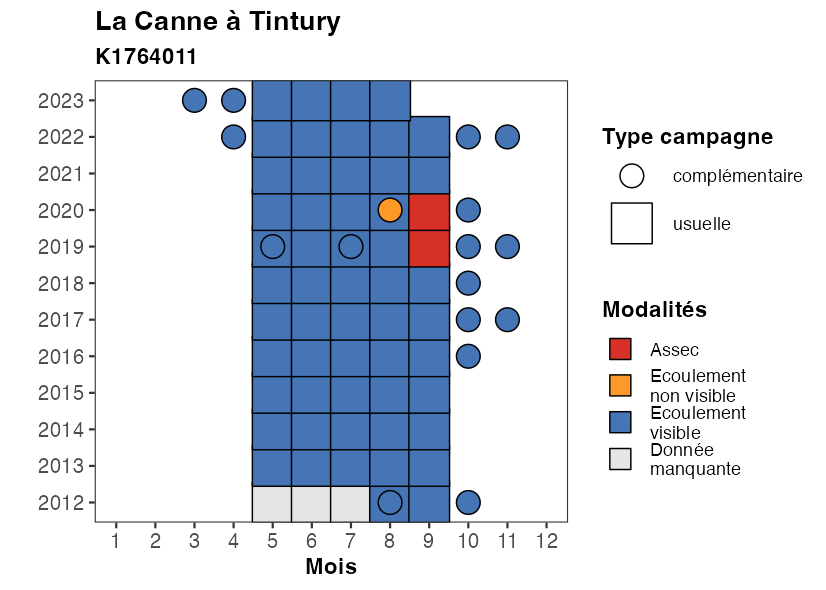 La Canne à Tintury
K1764011
2023
2022
2021
2020
2019
2018
2017
2016
2015
2014
2013
2012
1 2 3 4 5 6 7 8 9 10 11 12
Mois
Type campagne
complémentaire
usuelle
Modalités
Assec
Ecoulement
non visible
Ecoulement
visible
Donnée
manquante